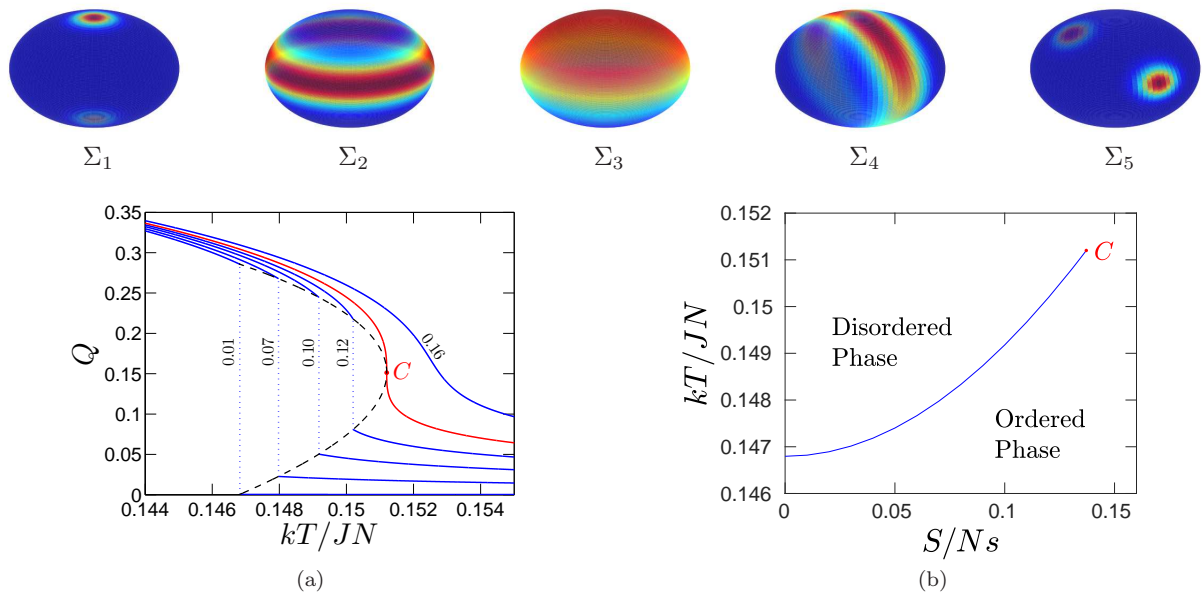 Σ₁ Σ₂ Σ₃ Σ₄ Σ₅
0.35
0.3
0.25
0.2
0.15
0.1
0.05
0
Q
0.01
0.07
0.10
0.12
0.16
C
0.144 0.146 0.148 0.15 0.152 0.154
kT/JN
(a)
0.152
0.151
0.15
0.149
0.148
0.147
0.146
kT/JN
C
Disordered
Phase
Ordered
Phase
0 0.05 0.1 0.15
S/Ns
(b)